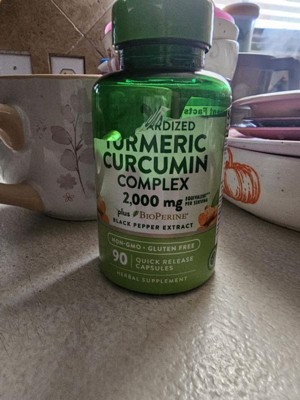 ARDIZED
TURMERIC
CURCUMIN
COMPLEX
2,000 mg
plus BIOPERINE
BLACK PEPPER EXTRACT
NON-GMO • GLUTEN FREE
90 QUICK RELEASE
CAPSULES
HERBAL SUPPLEMENT